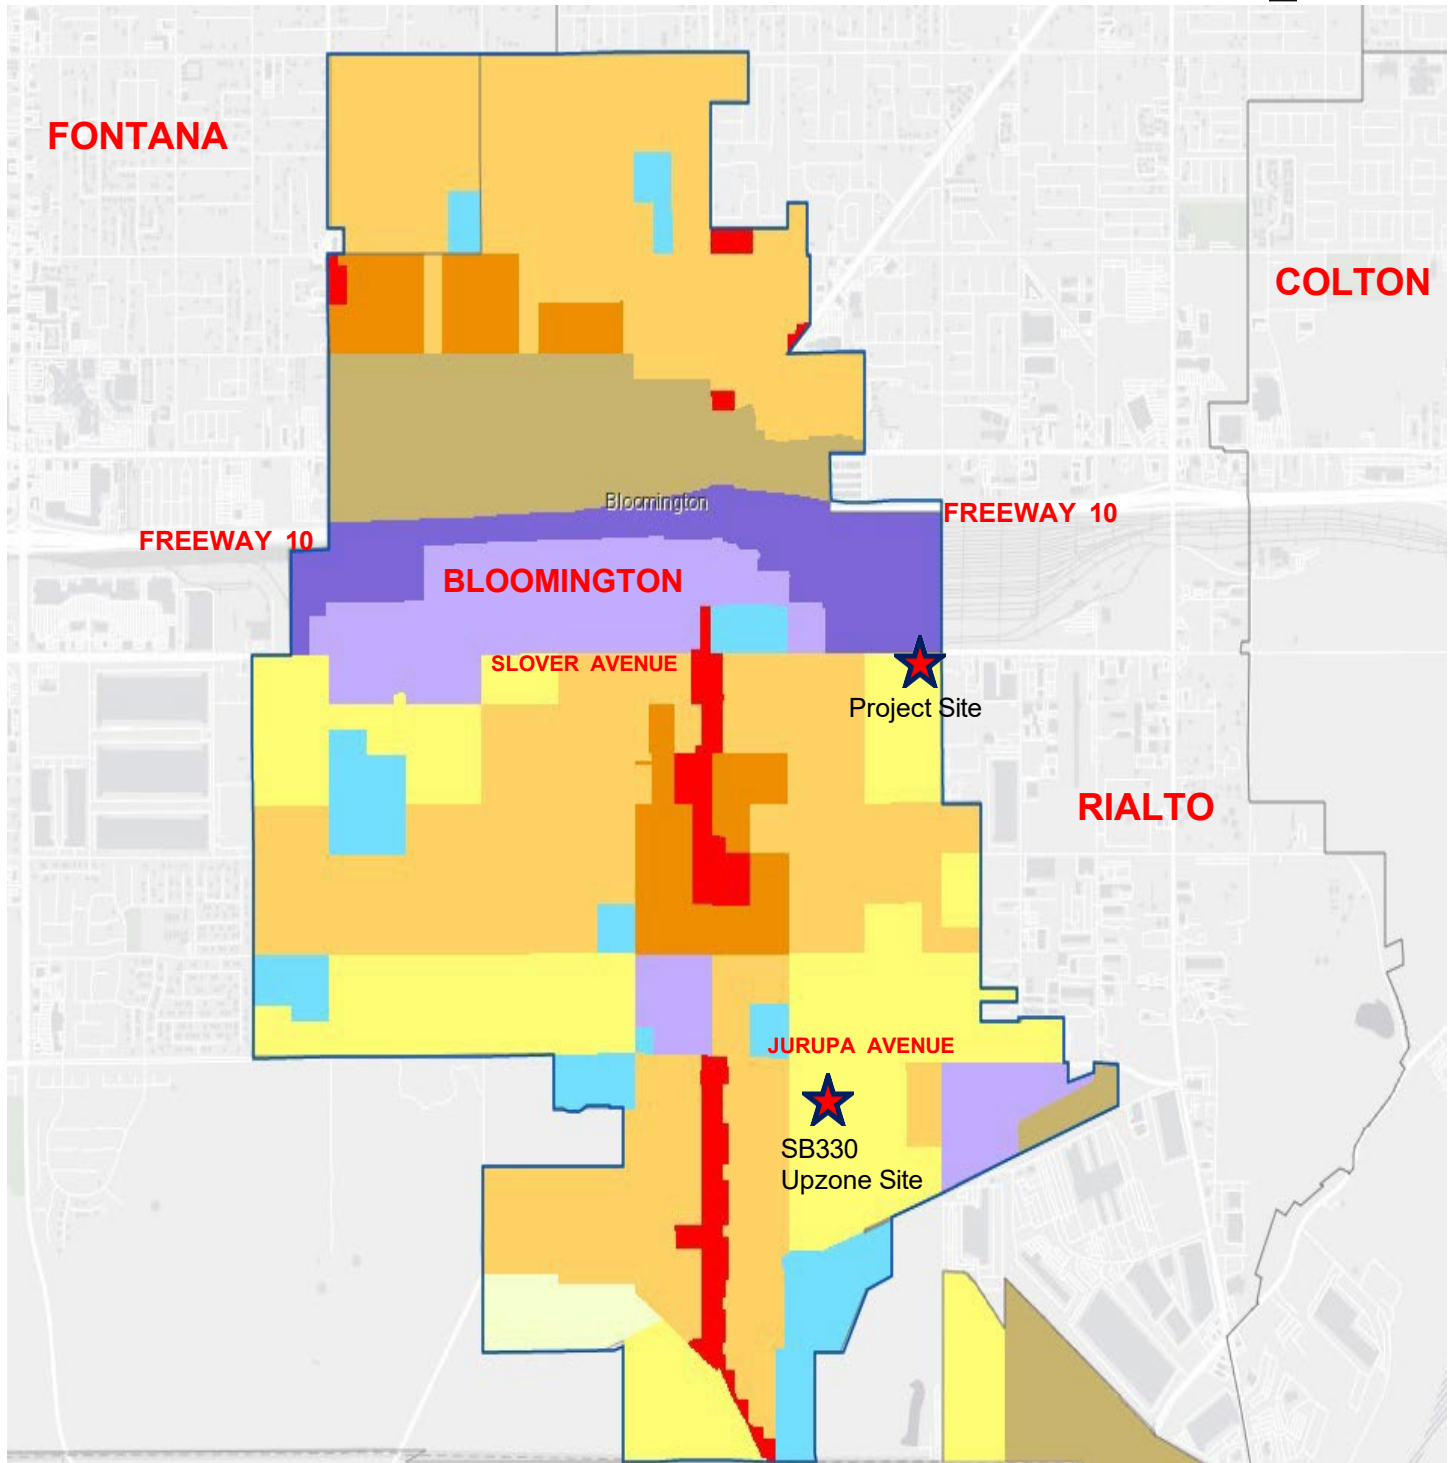 FONTANA
COLTON
Bloomington
FREEWAY 10
FREEWAY 10
BLOOMINGTON
SLOVER AVENUE
Project Site
RIALTO
JURUPA AVENUE
SB330
Upzone Site